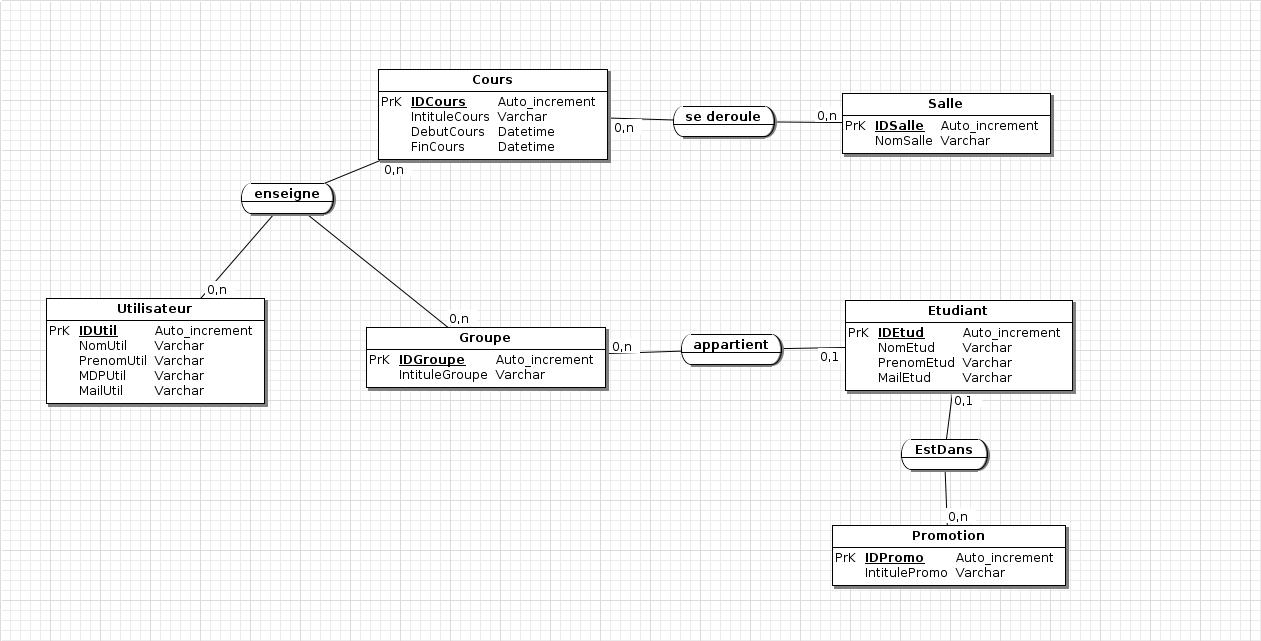 Cours
PrK IDCours Auto_increment
IntituleCours Varchar
DebutCours Datetime
FinCours Datetime
0,n
se deroule
0,n
Salle
PrK IDSalle Auto_increment
NomSalle Varchar
0,n
enseigne
0,n
Utilisateur
PrK IDUtil Auto_increment
NomUtil Varchar
PrenomUtil Varchar
MDPUtil Varchar
MailUtil Varchar
0,n
Groupe
PrK IDGroupe Auto_increment
IntituleGroupe Varchar
0,n
appartient
0,1
Etudiant
PrK IDEtud Auto_increment
NomEtud Varchar
PrenomEtud Varchar
MailEtud Varchar
0,1
EstDans
0,n
Promotion
PrK IDPromo Auto_increment
IntitulePromo Varchar